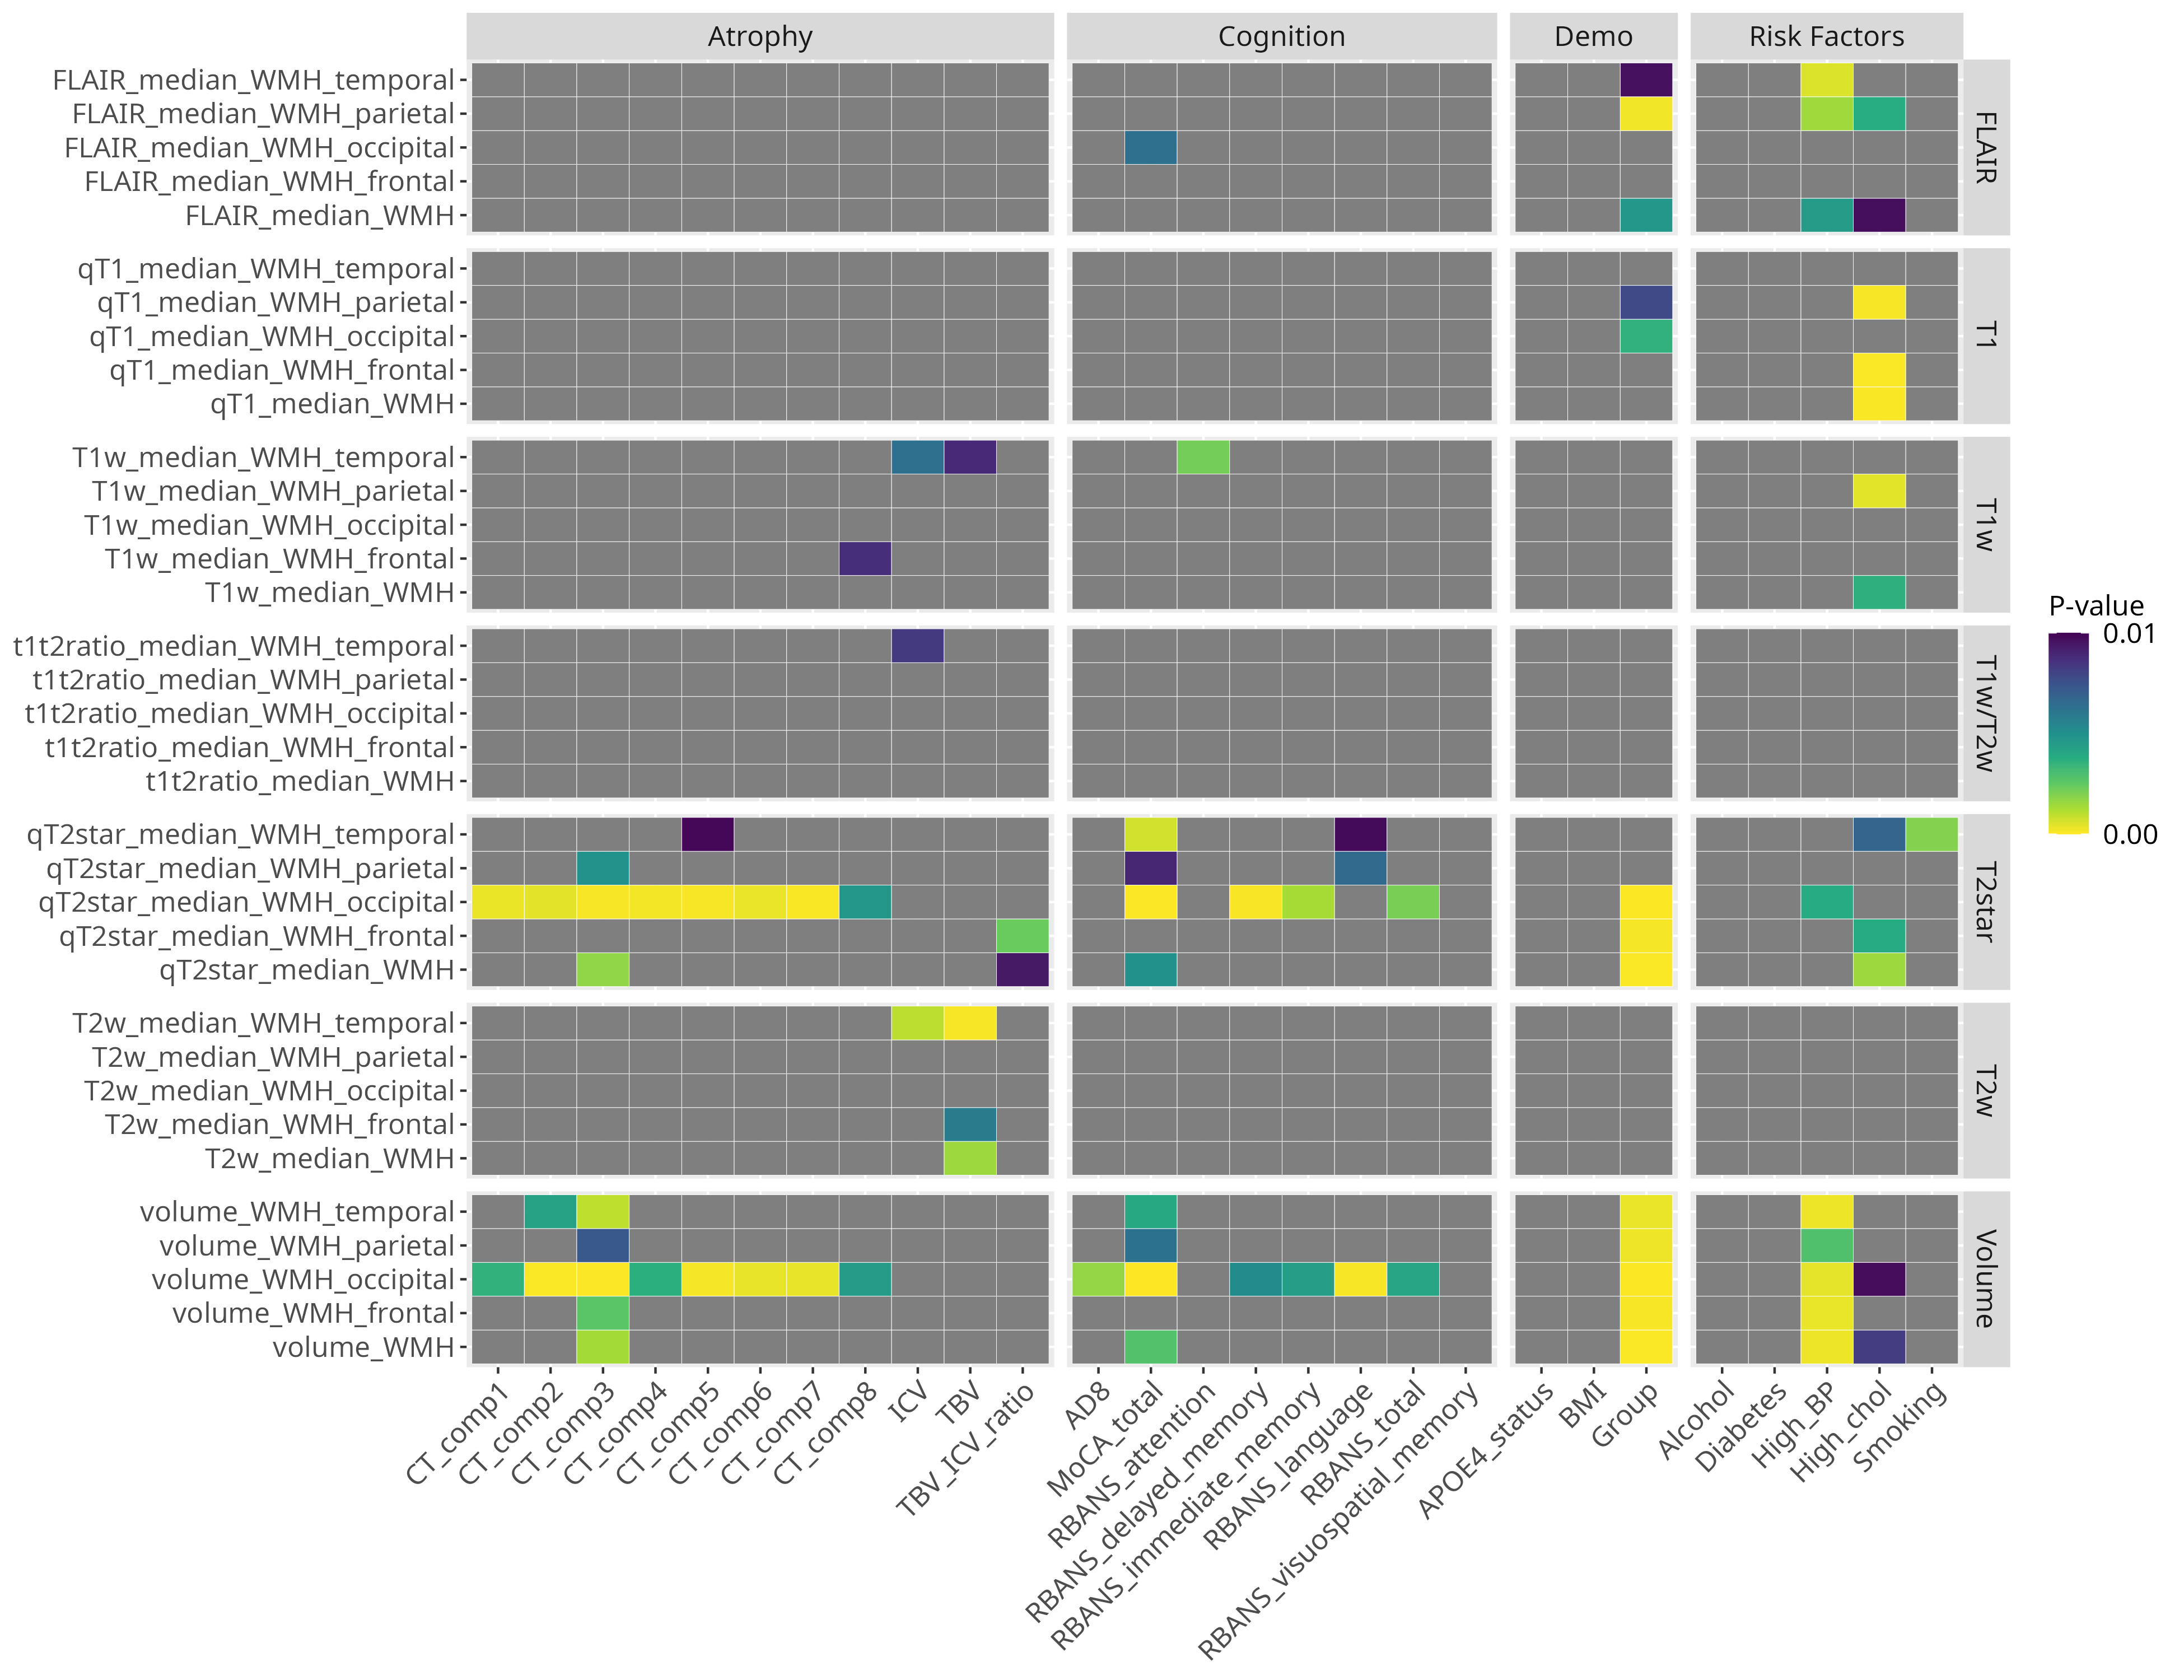 Atrophy
Cognition
Demo
Risk Factors
FLAIR_median_WMH_temporal
FLAIR_median_WMH_parietal
FLAIR_median_WMH_occipital
FLAIR_median_WMH_frontal
FLAIR_median_WMH
FLAIR
qT1_median_WMH_temporal
qT1_median_WMH_parietal
qT1_median_WMH_occipital
qT1_median_WMH_frontal
qT1_median_WMH
T1
T1w_median_WMH_temporal
T1w_median_WMH_parietal
T1w_median_WMH_occipital
T1w_median_WMH_frontal
T1w_median_WMH
T1w
t1t2ratio_median_WMH_temporal
t1t2ratio_median_WMH_parietal
t1t2ratio_median_WMH_occipital
t1t2ratio_median_WMH_frontal
t1t2ratio_median_WMH
T1w/T2w
qT2star_median_WMH_temporal
qT2star_median_WMH_parietal
qT2star_median_WMH_occipital
qT2star_median_WMH_frontal
qT2star_median_WMH
T2star
T2w_median_WMH_temporal
T2w_median_WMH_parietal
T2w_median_WMH_occipital
T2w_median_WMH_frontal
T2w_median_WMH
T2w
volume_WMH_temporal
volume_WMH_parietal
volume_WMH_occipital
volume_WMH_frontal
volume_WMH
Volume
CT_comp1
CT_comp2
CT_comp3
CT_comp4
CT_comp5
CT_comp6
CT_comp7
CT_comp8
ICV
TBV
TBV_ICV_ratio
AD8
MoCA_total
RBANS_attention
RBANS_delayed_memory
RBANS_immediate_memory
RBANS_language
RBANS_total
RBANS_visuospatial_memory
APOE4_status
BMI
Group
Alcohol
Diabetes
High_BP
High_chol
Smoking
P-value
0.01
0.00